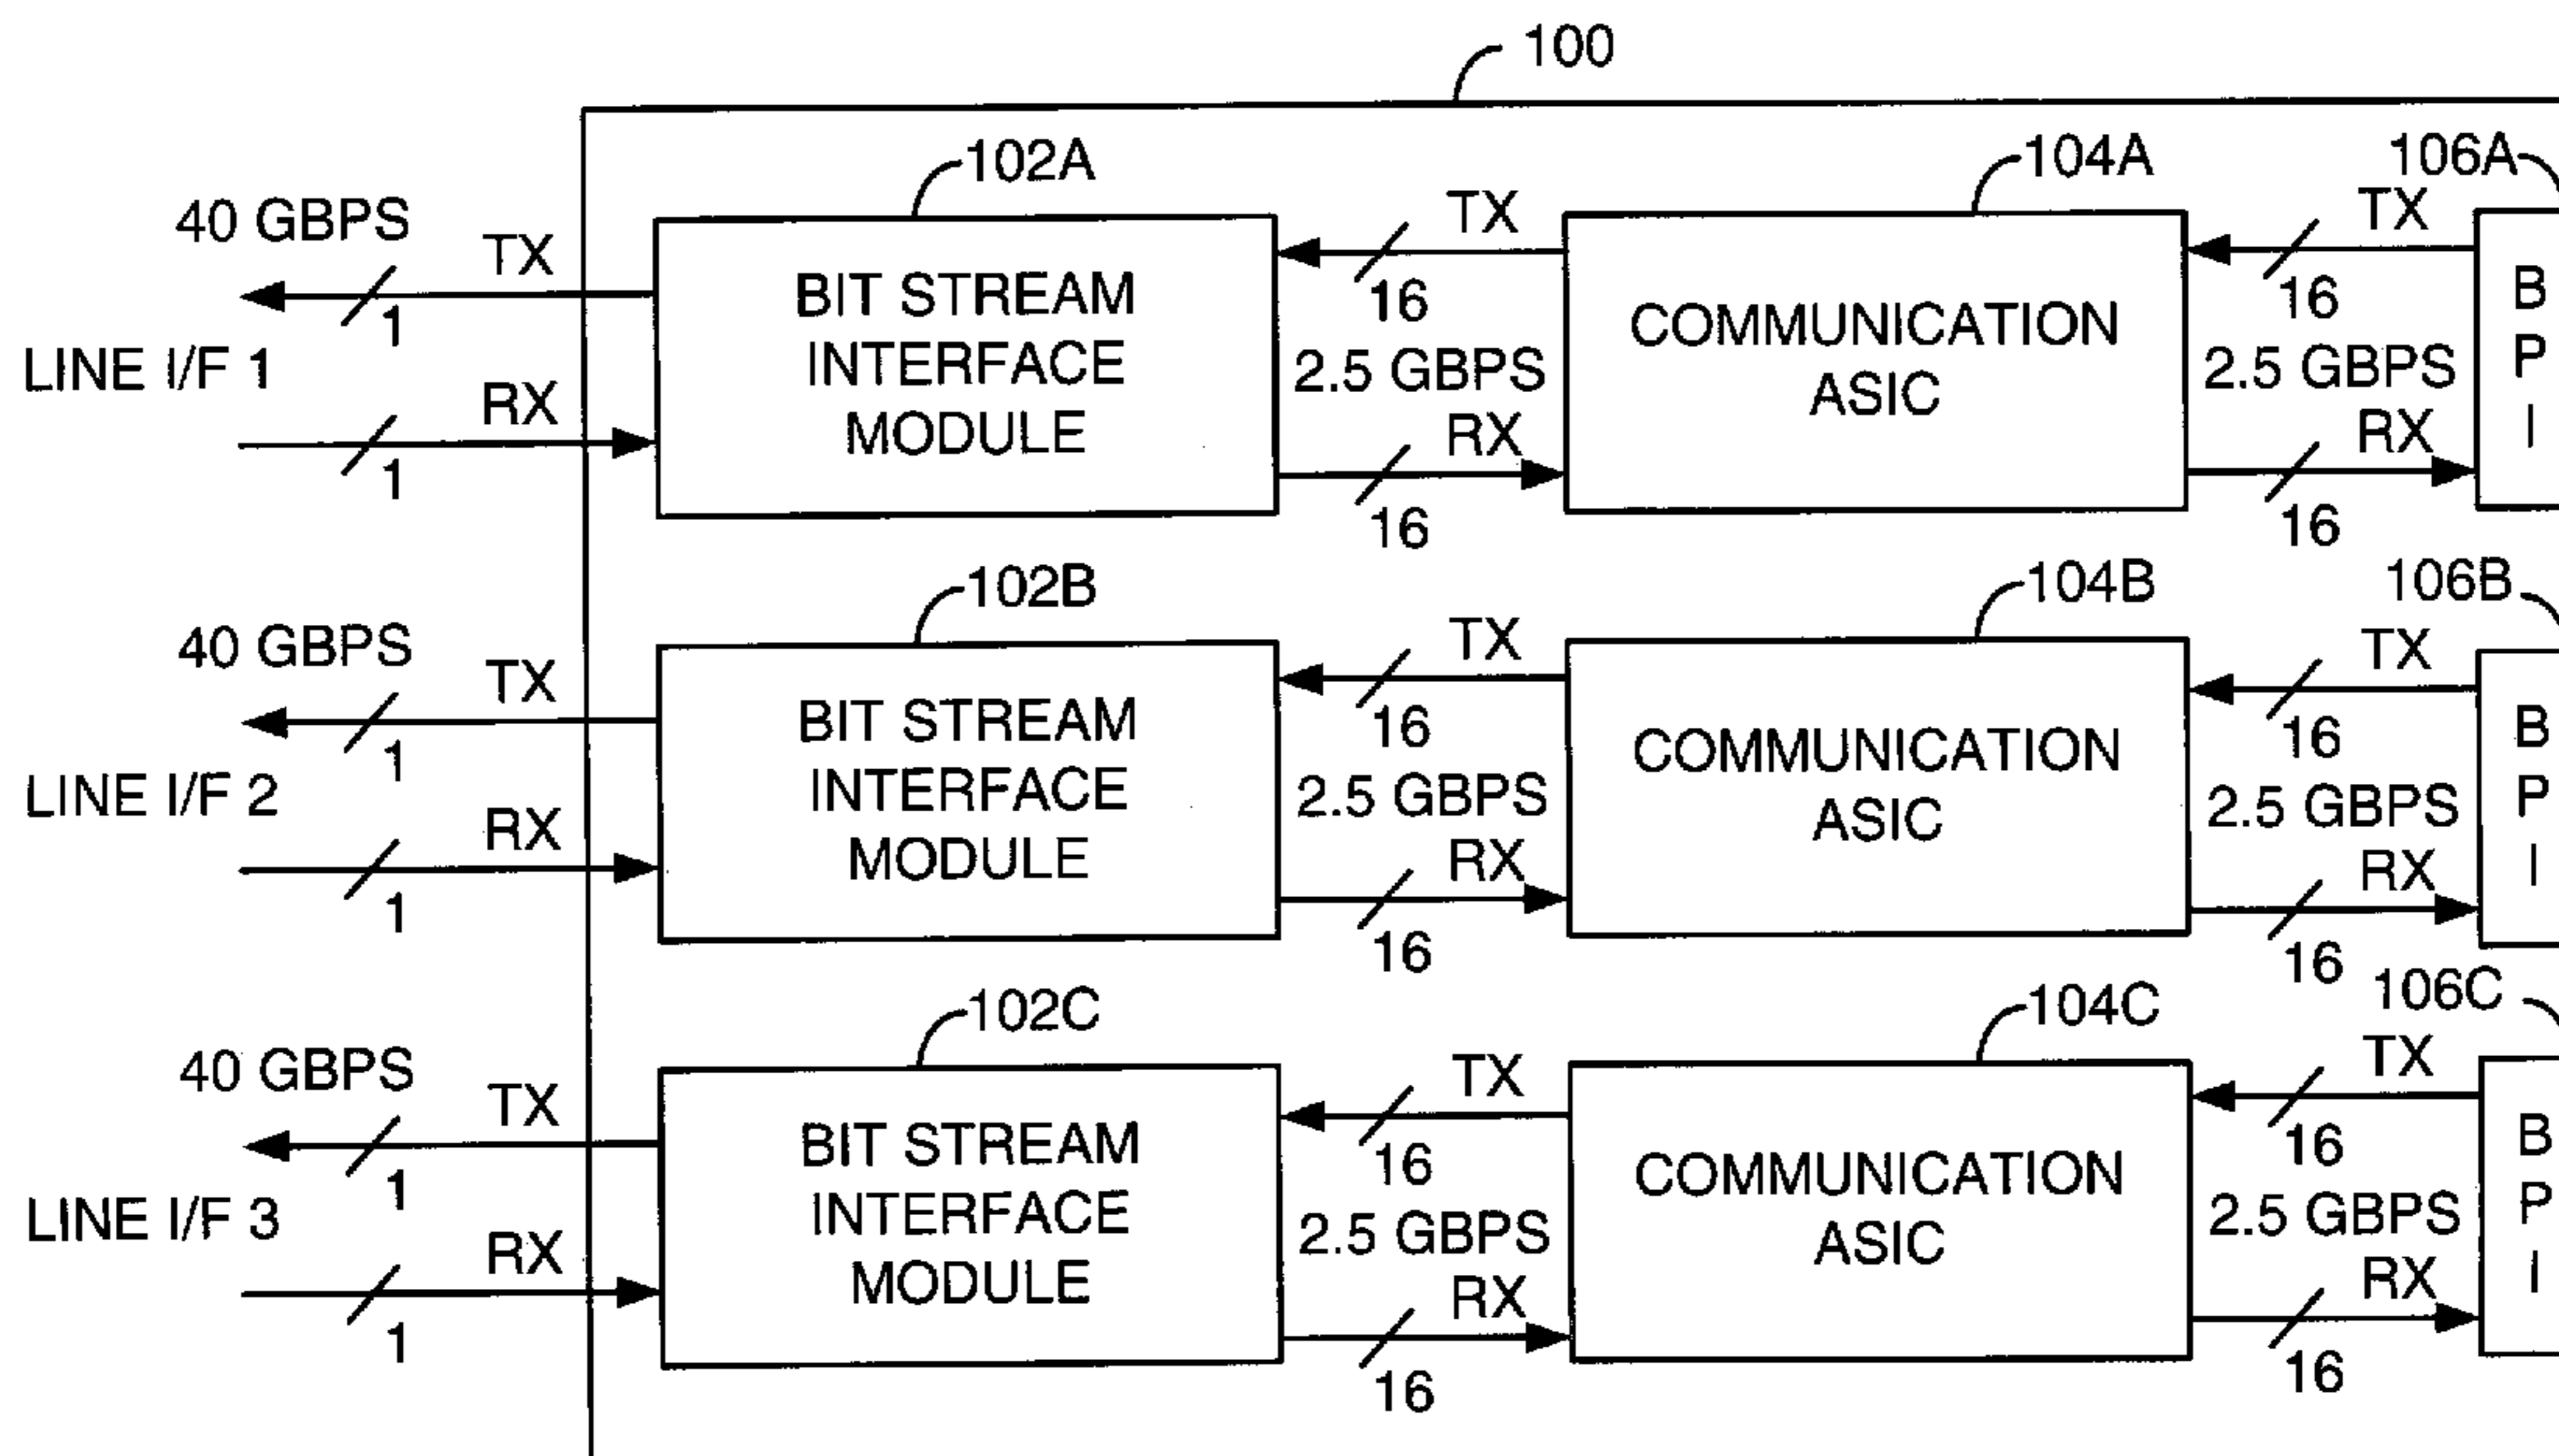 100
102A
104A
106A
40 GBPS
TX
1
LINE I/F 1
RX
1
BIT STREAM
INTERFACE
MODULE
TX
16
2.5 GBPS
RX
16
COMMUNICATION
ASIC
TX
16
2.5 GBPS
RX
16
B
P
I
102B
104B
106B
40 GBPS
TX
1
LINE I/F 2
RX
1
BIT STREAM
INTERFACE
MODULE
TX
16
2.5 GBPS
RX
16
COMMUNICATION
ASIC
TX
16
2.5 GBPS
RX
16
B
P
I
102C
104C
106C
40 GBPS
TX
1
LINE I/F 3
RX
1
BIT STREAM
INTERFACE
MODULE
TX
16
2.5 GBPS
RX
16
COMMUNICATION
ASIC
TX
16
2.5 GBPS
RX
16
B
P
I